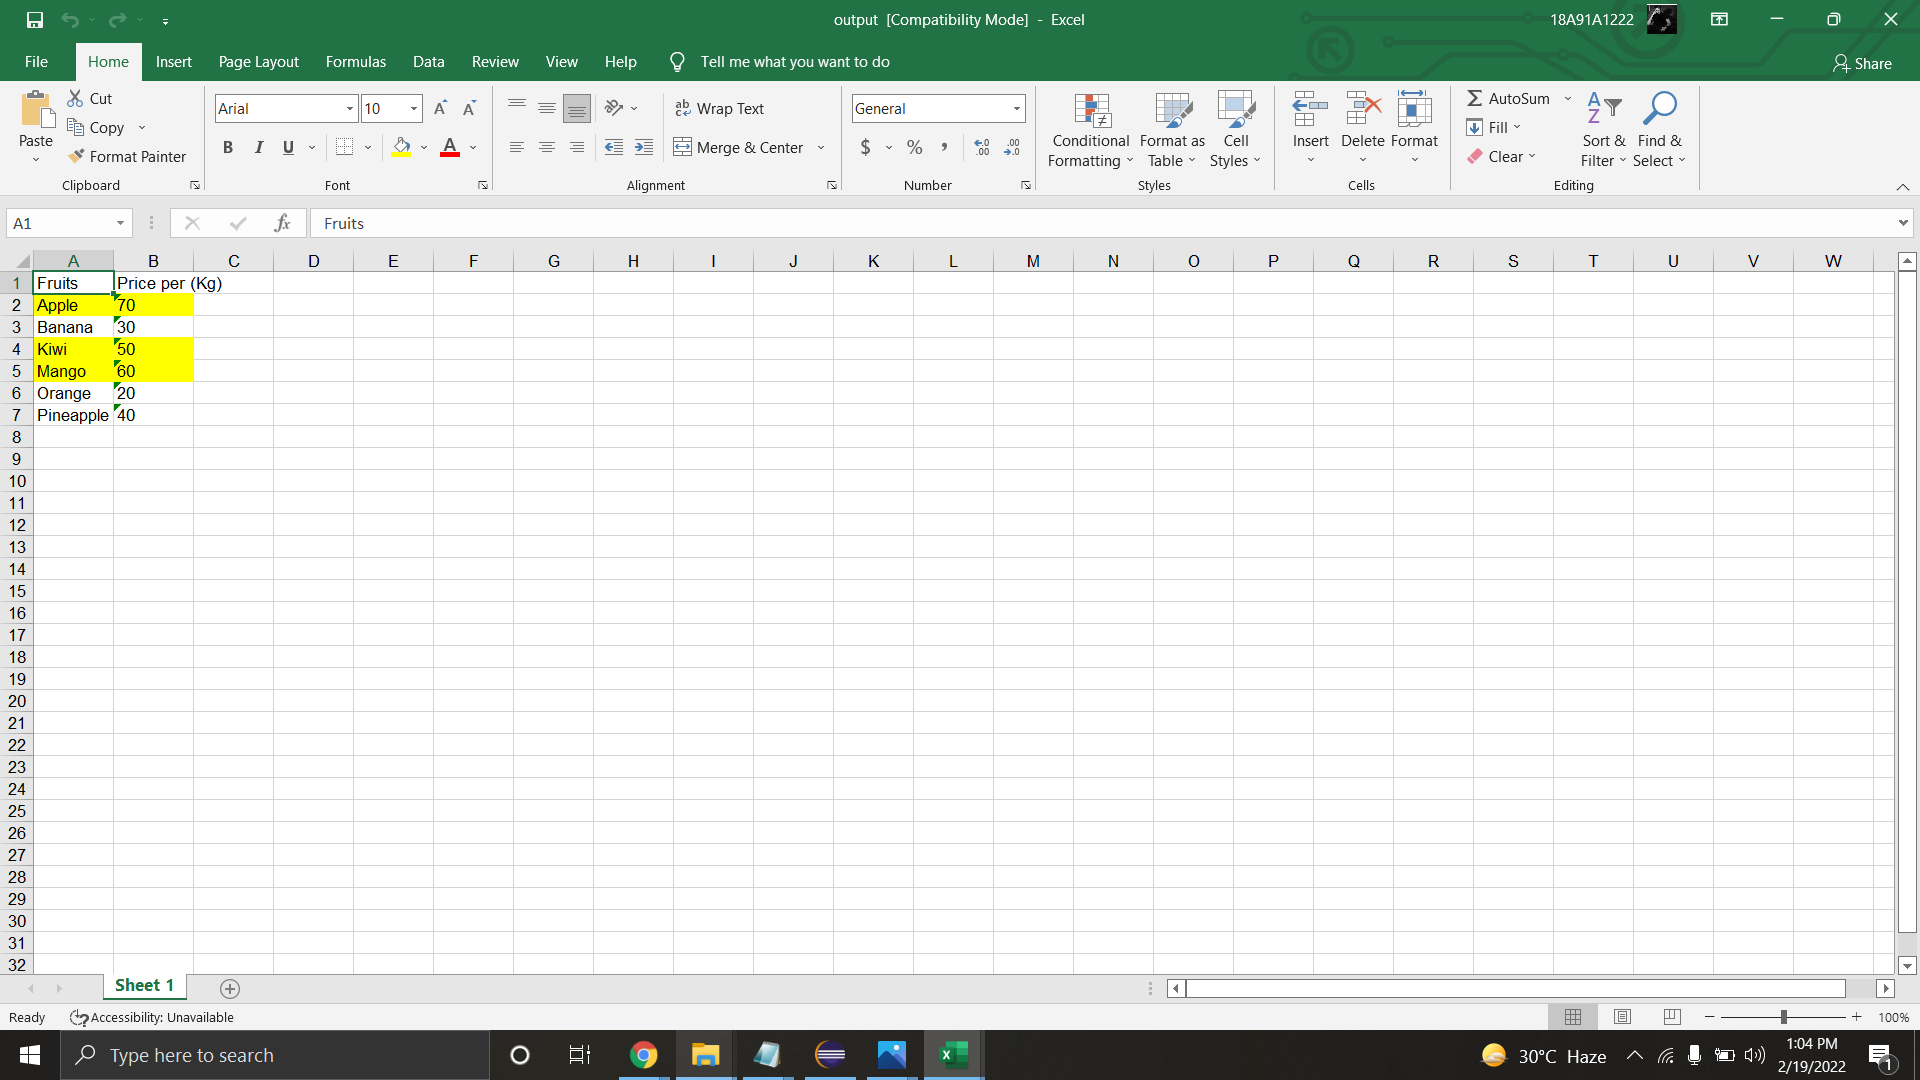 output [Compatibility Mode] - Excel
18A91A1222
File Home Insert Page Layout Formulas Data Review View Help Tell me what you want to do
Share
Paste
Cut
Copy
Format Painter
Clipboard
Arial 10
B I U
Font
Wrap Text
Merge & Center
Alignment
General
$ % ,
Number
Conditional Formatting
Format as Table
Cell Styles
Styles
Insert Delete Format
Cells
AutoSum
Fill
Clear
Sort & Filter
Find & Select
Editing
A1 fx Fruits
A B C D E F G H I J K L M N O P Q R S T U V W
1 Fruits Price per (Kg)
2 Apple 70
3 Banana 30
4 Kiwi 50
5 Mango 60
6 Orange 20
7 Pineapple 40
8
9
10
11
12
13
14
15
16
17
18
19
20
21
22
23
24
25
26
27
28
29
30
31
32
Sheet 1
Ready Accessibility: Unavailable
100%
Type here to search
30°C Haze
1:04 PM
2/19/2022
1